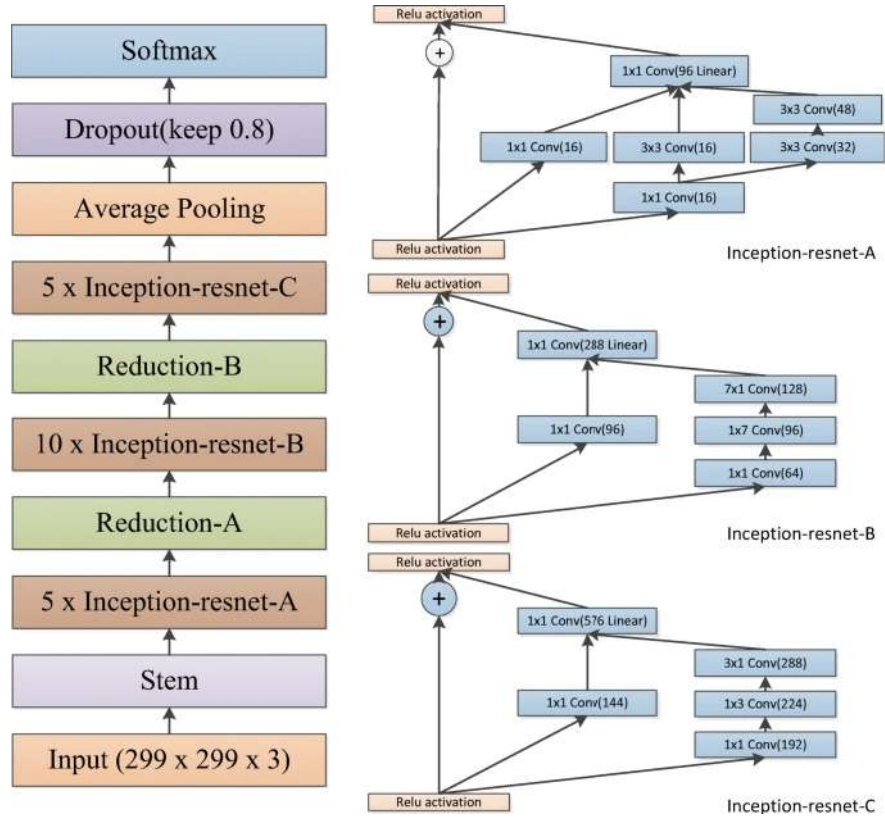 Softmax
Dropout(keep 0.8)
Average Pooling
5 x Inception-resnet-C
Reduction-B
10 x Inception-resnet-B
Reduction-A
5 x Inception-resnet-A
Stem
Input (299 x 299 x 3)
Relu activation
+
1x1 Conv(96 Linear)
3x3 Conv(48)
1x1 Conv(16)
3x3 Conv(16)
3x3 Conv(32)
1x1 Conv(16)
Relu activation
Inception-resnet-A
Relu activation
+
1x1 Conv(288 Linear)
7x1 Conv(128)
1x1 Conv(96)
1x7 Conv(96)
1x1 Conv(64)
Relu activation
Inception-resnet-B
Relu activation
+
1x1 Conv(576 Linear)
3x1 Conv(288)
1x1 Conv(144)
1x3 Conv(224)
1x1 Conv(192)
Relu activation
Inception-resnet-C